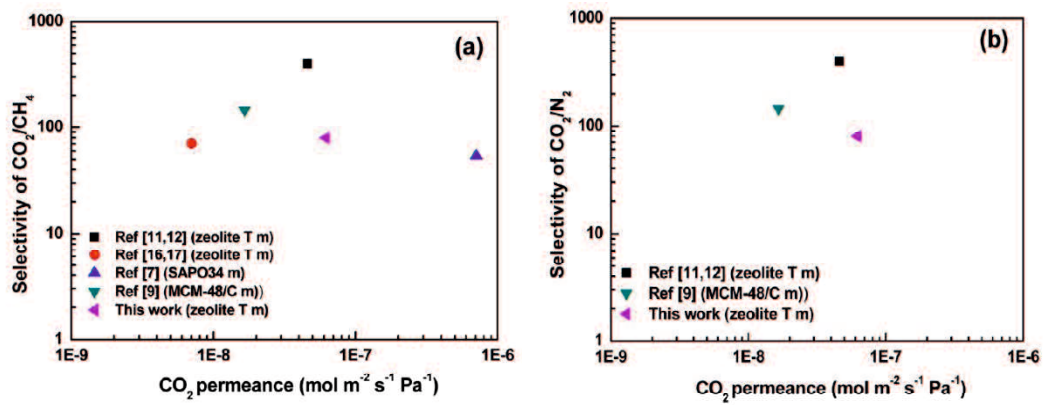 1000
100
10
1
Selectivity of CO₂/CH₄
(a)
Ref [11,12] (zeolite T m)
Ref [16,17] (zeolite T m)
Ref [7] (SAPO34 m)
Ref [9] (MCM-48/C m))
This work (zeolite T m)
1E-9 1E-8 1E-7 1E-6
CO₂ permeance (mol m⁻² s⁻¹ Pa⁻¹)
1000
100
10
1
Selectivity of CO₂/N₂
(b)
Ref [11,12] (zeolite T m)
Ref [9] (MCM-48/C m))
This work (zeolite T m)
1E-9 1E-8 1E-7 1E-6
CO₂ permeance (mol m⁻² s⁻¹ Pa⁻¹)